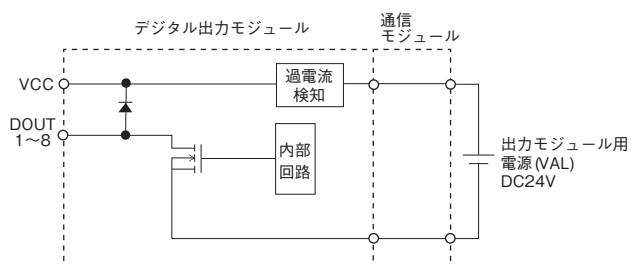 デジタル出力モジュール
通信
モジュール
VCC
過電流
検知
DOUT
1～8
内部
回路
出力モジュール用
電源(VAL)
DC24V